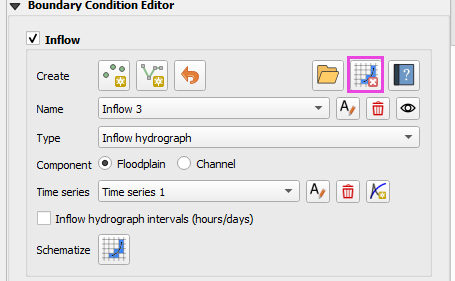 Boundary Condition Editor
Inflow
Create
?
Name Inflow 3 A
Type Inflow hydrograph
Component Floodplain Channel
Time series Time series 1 A
Inflow hydrograph intervals (hours/days)
Schematize